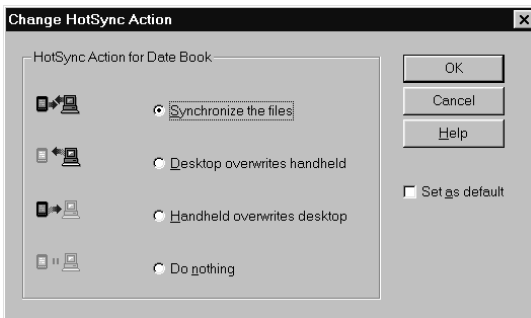 Change HotSync Action
HotSync Action for Date Book
Synchronize the files
Desktop overwrites handheld
Handheld overwrites desktop
Do nothing
OK
Cancel
Help
Set as default